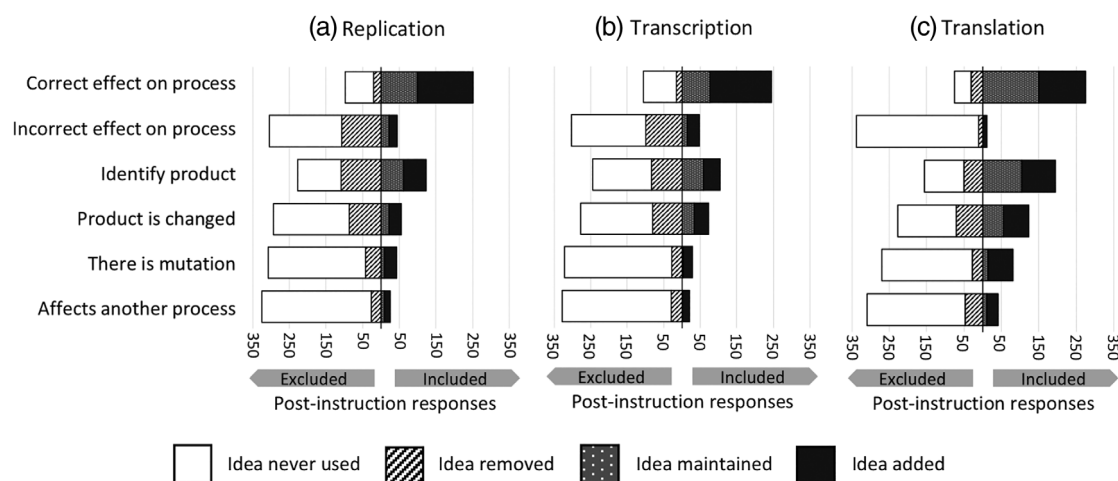 (a) Replication
(b) Transcription
(c) Translation
Correct effect on process
Incorrect effect on process
Identify product
Product is changed
There is mutation
Affects another process
350 250 150 50 50 150 250 350
350 250 150 50 50 150 250 350
350 250 150 50 50 150 250 350
Excluded Included
Excluded Included
Excluded Included
Post-instruction responses
Post-instruction responses
Post-instruction responses
Idea never used Idea removed Idea maintained Idea added